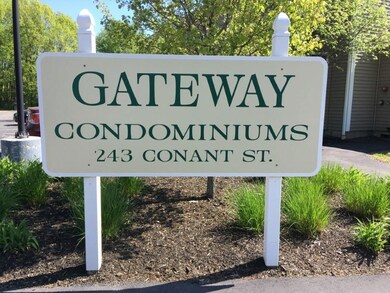 GATEWAY
CONDOMINIUMS
243 CONANT ST.